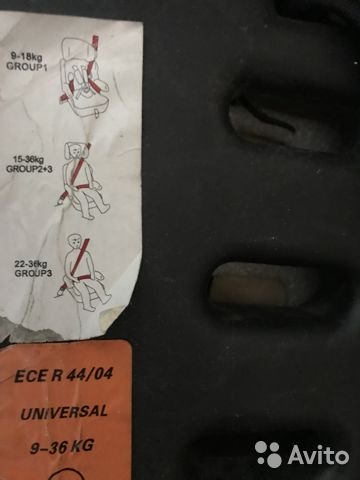 9-18kg
GROUP1
15-36kg
GROUP2+3
22-36kg
GROUP3
ECE R 44/04
UNIVERSAL
9-36 KG
Avito